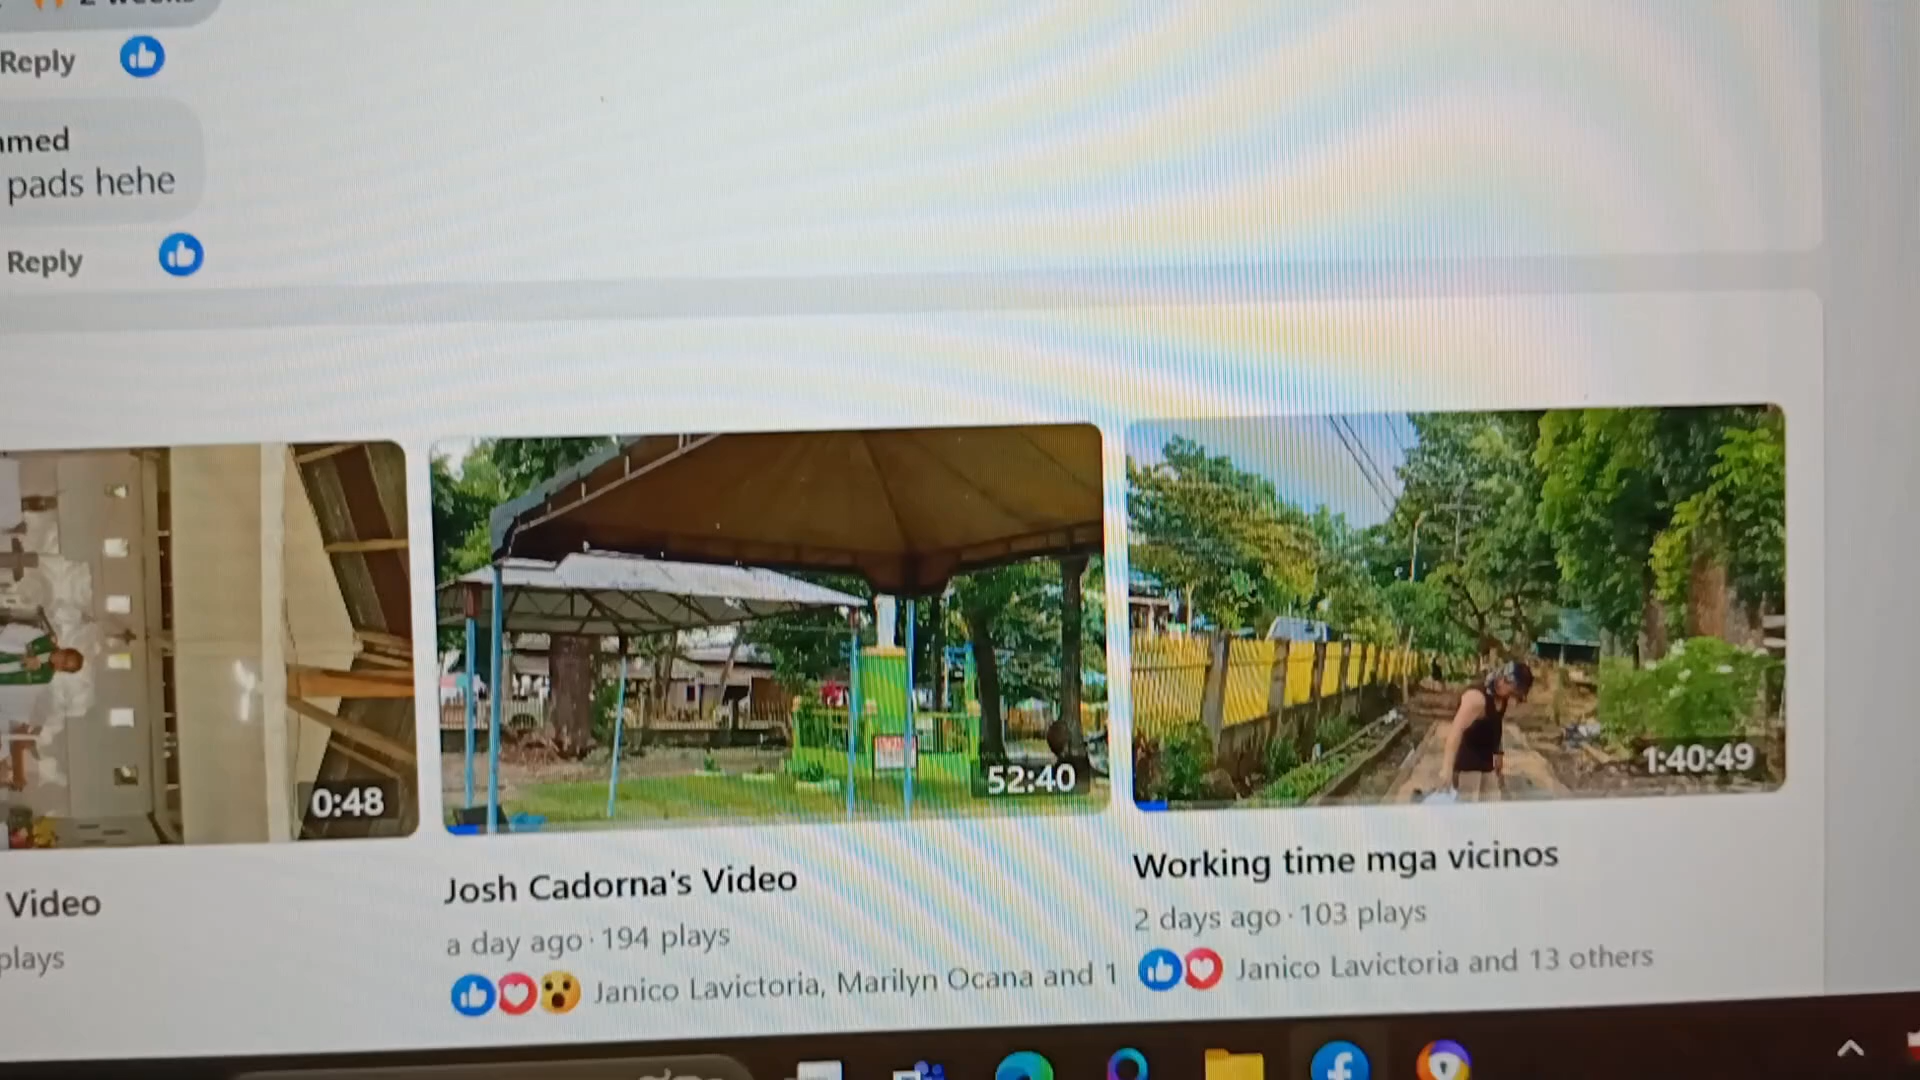 2 weeks
Reply
med
pads hehe
Reply
0:48
52:40
1:40:49
Video
plays
Josh Cadorna's Video
a day ago · 194 plays
Janico Lavictoria, Marilyn Ocana and 1
Working time mga vicinos
2 days ago · 103 plays
Janico Lavictoria and 13 others